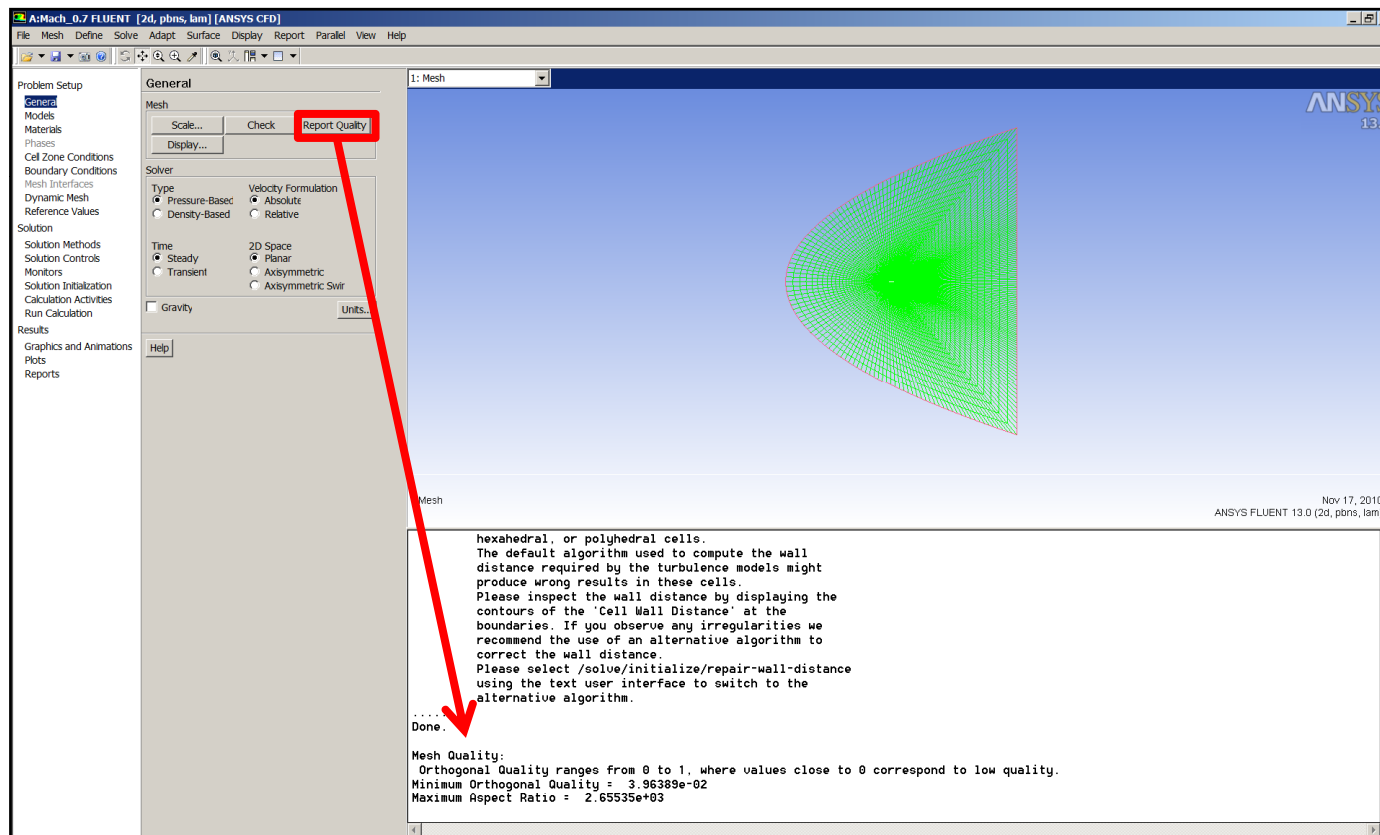 A:Mach_0.7 FLUENT [2d, pbns, lam] [ANSYS CFD]
File Mesh Define Solve Adapt Surface Display Report Parallel View Help
Problem Setup
General
Models
Materials
Phases
Cell Zone Conditions
Boundary Conditions
Mesh Interfaces
Dynamic Mesh
Reference Values
Solution
Solution Methods
Solution Controls
Monitors
Solution Initialization
Calculation Activities
Run Calculation
Results
Graphics and Animations
Plots
Reports
General
Mesh
Scale... Check Report Quality
Display...
Solver
Type Velocity Formulation
Pressure-Based Absolute
Density-Based Relative
Time 2D Space
Steady Planar
Transient Axisymmetric
Axisymmetric Swir
Gravity Units...
Help
1: Mesh
ANSYS
13.
Mesh
Nov 17, 2010
ANSYS FLUENT 13.0 (2d, pbns, lam
hexahedral, or polyhedral cells.
The default algorithm used to compute the wall
distance required by the turbulence models might
produce wrong results in these cells.
Please inspect the wall distance by displaying the
contours of the 'Cell Wall Distance' at the
boundaries. If you observe any irregularities we
recommend the use of an alternative algorithm to
correct the wall distance.
Please select /solve/initialize/repair-wall-distance
using the text user interface to switch to the
alternative algorithm.
.....
Done.
Mesh Quality:
Orthogonal Quality ranges from 0 to 1, where values close to 0 correspond to low quality.
Minimum Orthogonal Quality = 3.96389e-02
Maximum Aspect Ratio = 2.65535e+03